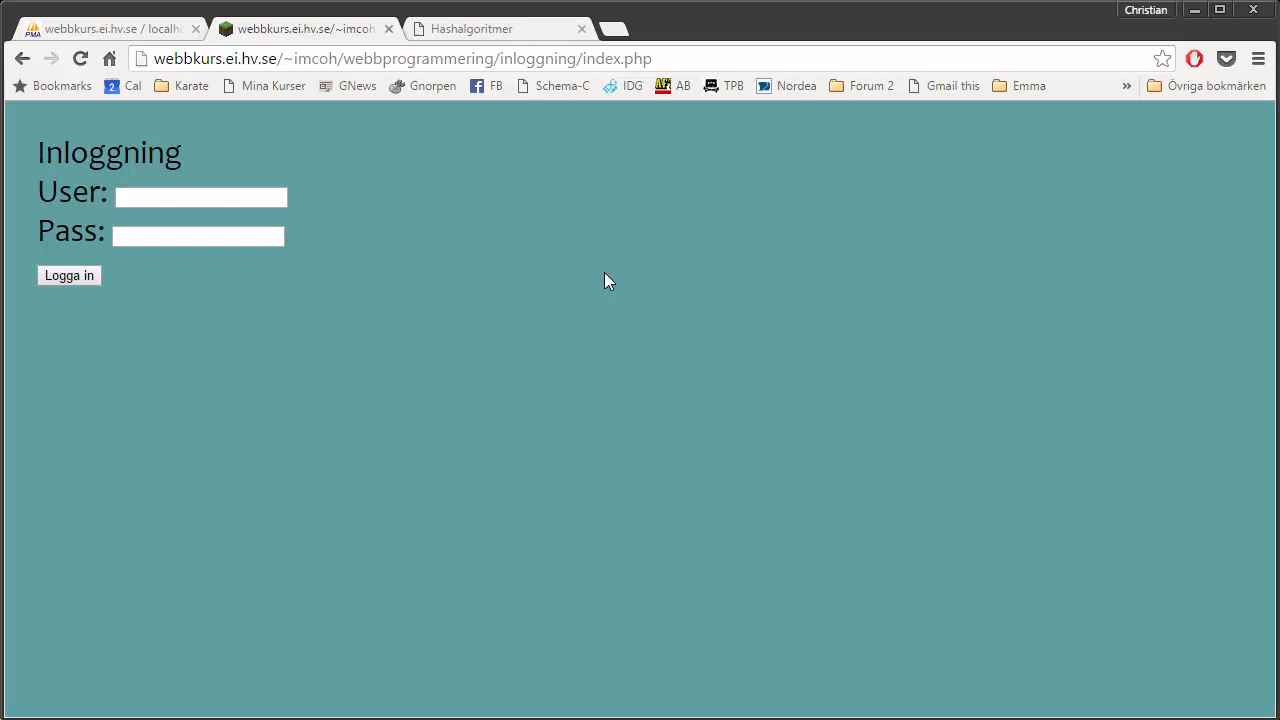 Christian
webbkurs.ei.hv.se / localh
webbkurs.ei.hv.se/~imcoh
Hashalgoritmer
webbkurs.ei.hv.se/~imcoh/webbprogrammering/inloggning/index.php
Bookmarks 2 Cal Karate Mina Kurser GNews Gnorpen FB Schema-C IDG AB TPB Nordea Forum 2 Gmail this Emma » Övriga bokmärken
Inloggning
User:
Pass:
Logga in